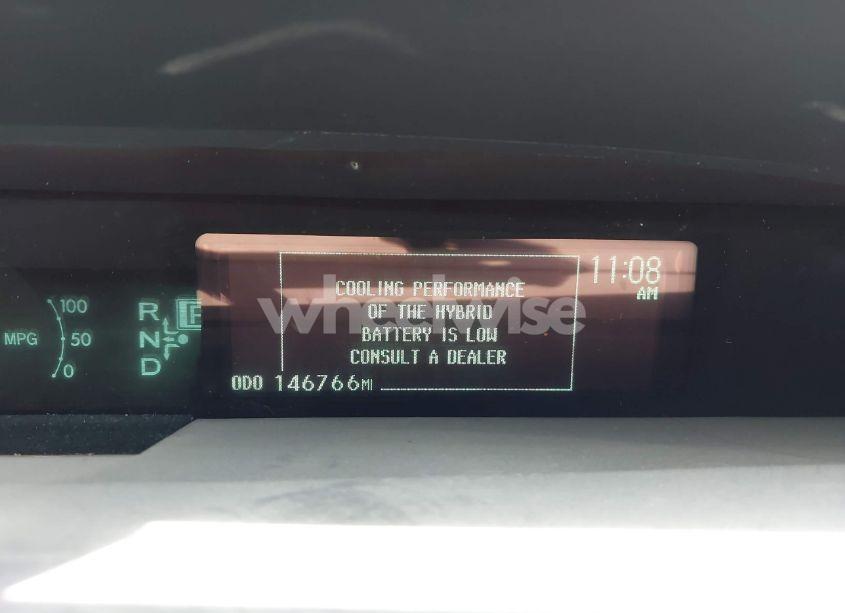 11:08
AM
COOLING PERFORMANCE
OF THE HYBRID
BATTERY IS LOW
CONSULT A DEALER
MPG
100
50
0
R
P
N
D
ODO 146766MI
wheelwise